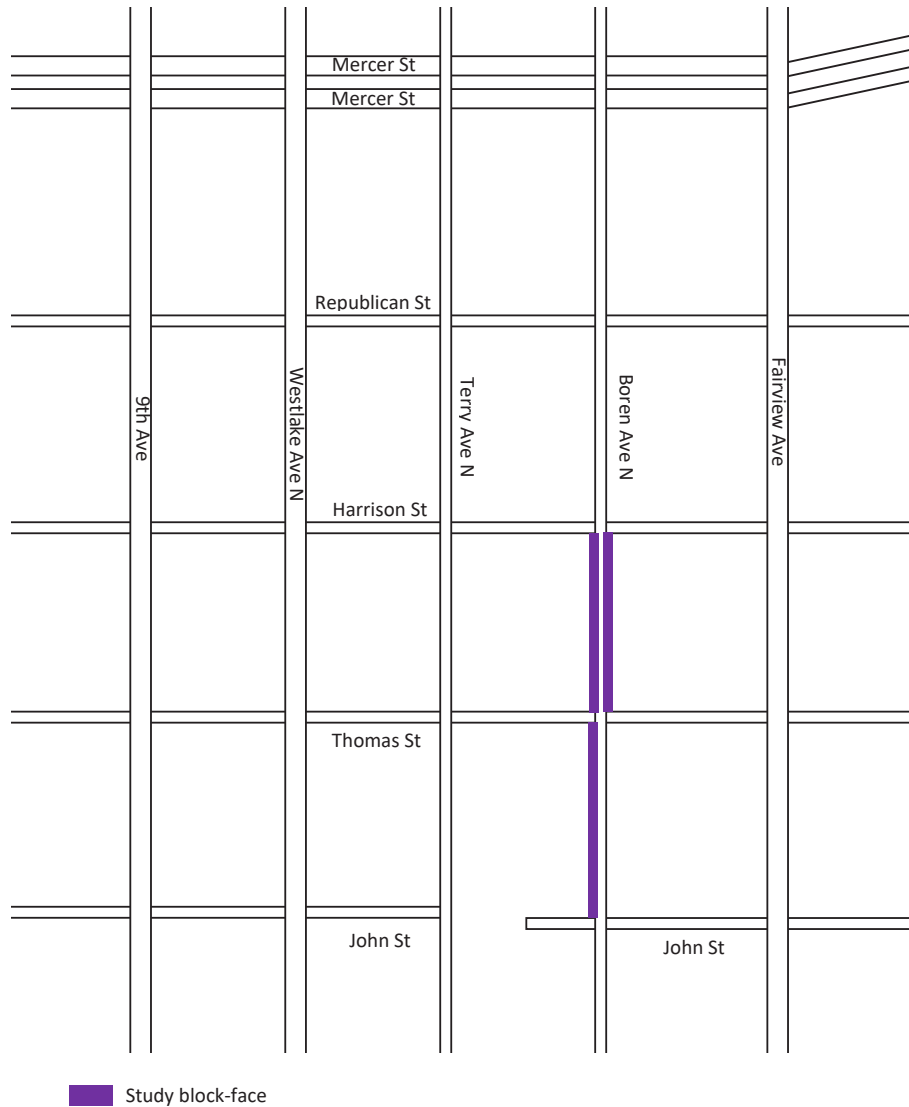 Mercer St
Mercer St
Republican St
9th Ave
Westlake Ave N
Terry Ave N
Boren Ave N
Fairview Ave
Harrison St
Thomas St
John St
John St
Study block-face